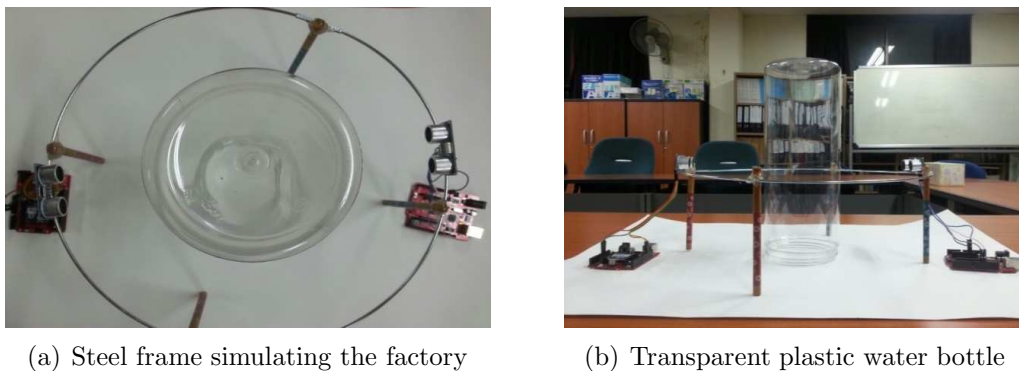 (a) Steel frame simulating the factory
(b) Transparent plastic water bottle